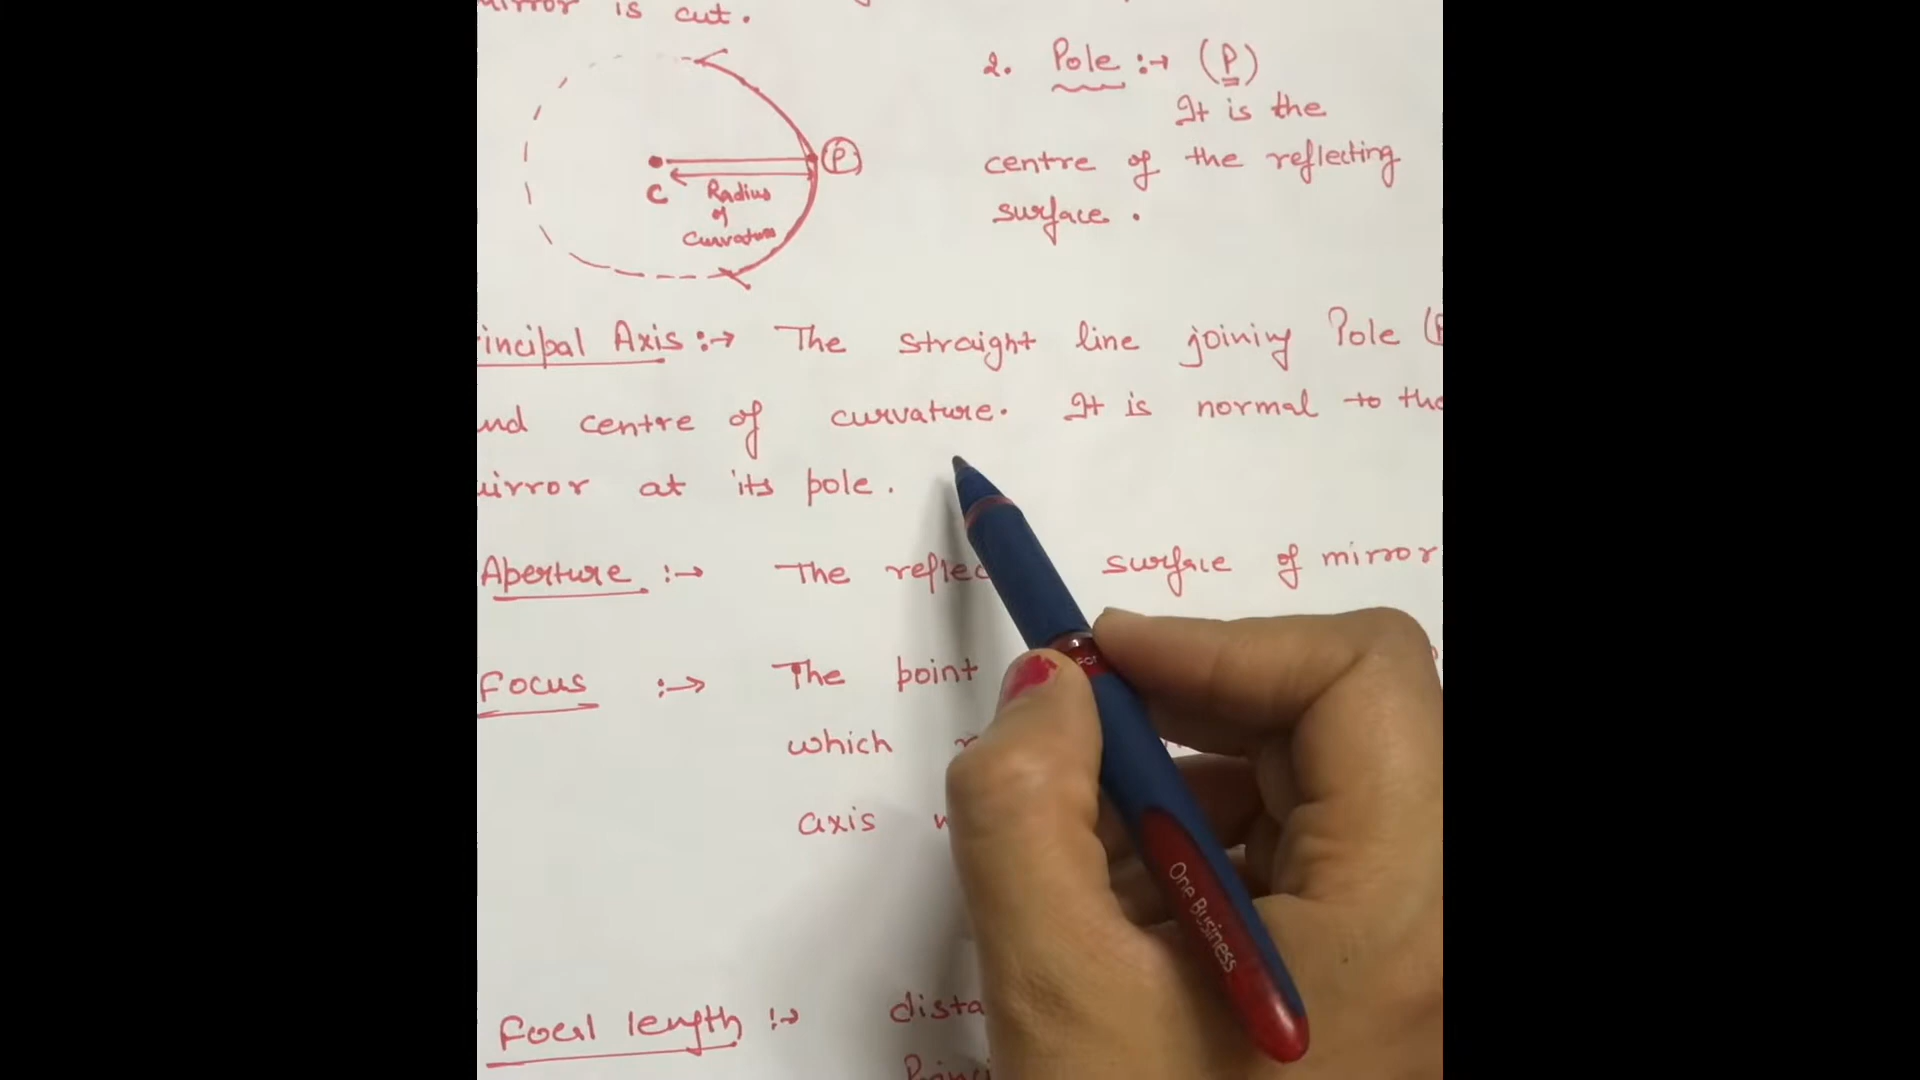 is cut.
2. Pole :→ (P)
It is the
centre of the reflecting
surface.
P
C
Radius
of
Curvature
incipal Axis :→ The straight line joining Pole (P
nd centre of curvature. It is normal to the
irror at its pole.
Aperture :→ The reflec surface of mirror
Focus :→ The point
which
axis
Focal length :→ dista
Princi
One Business